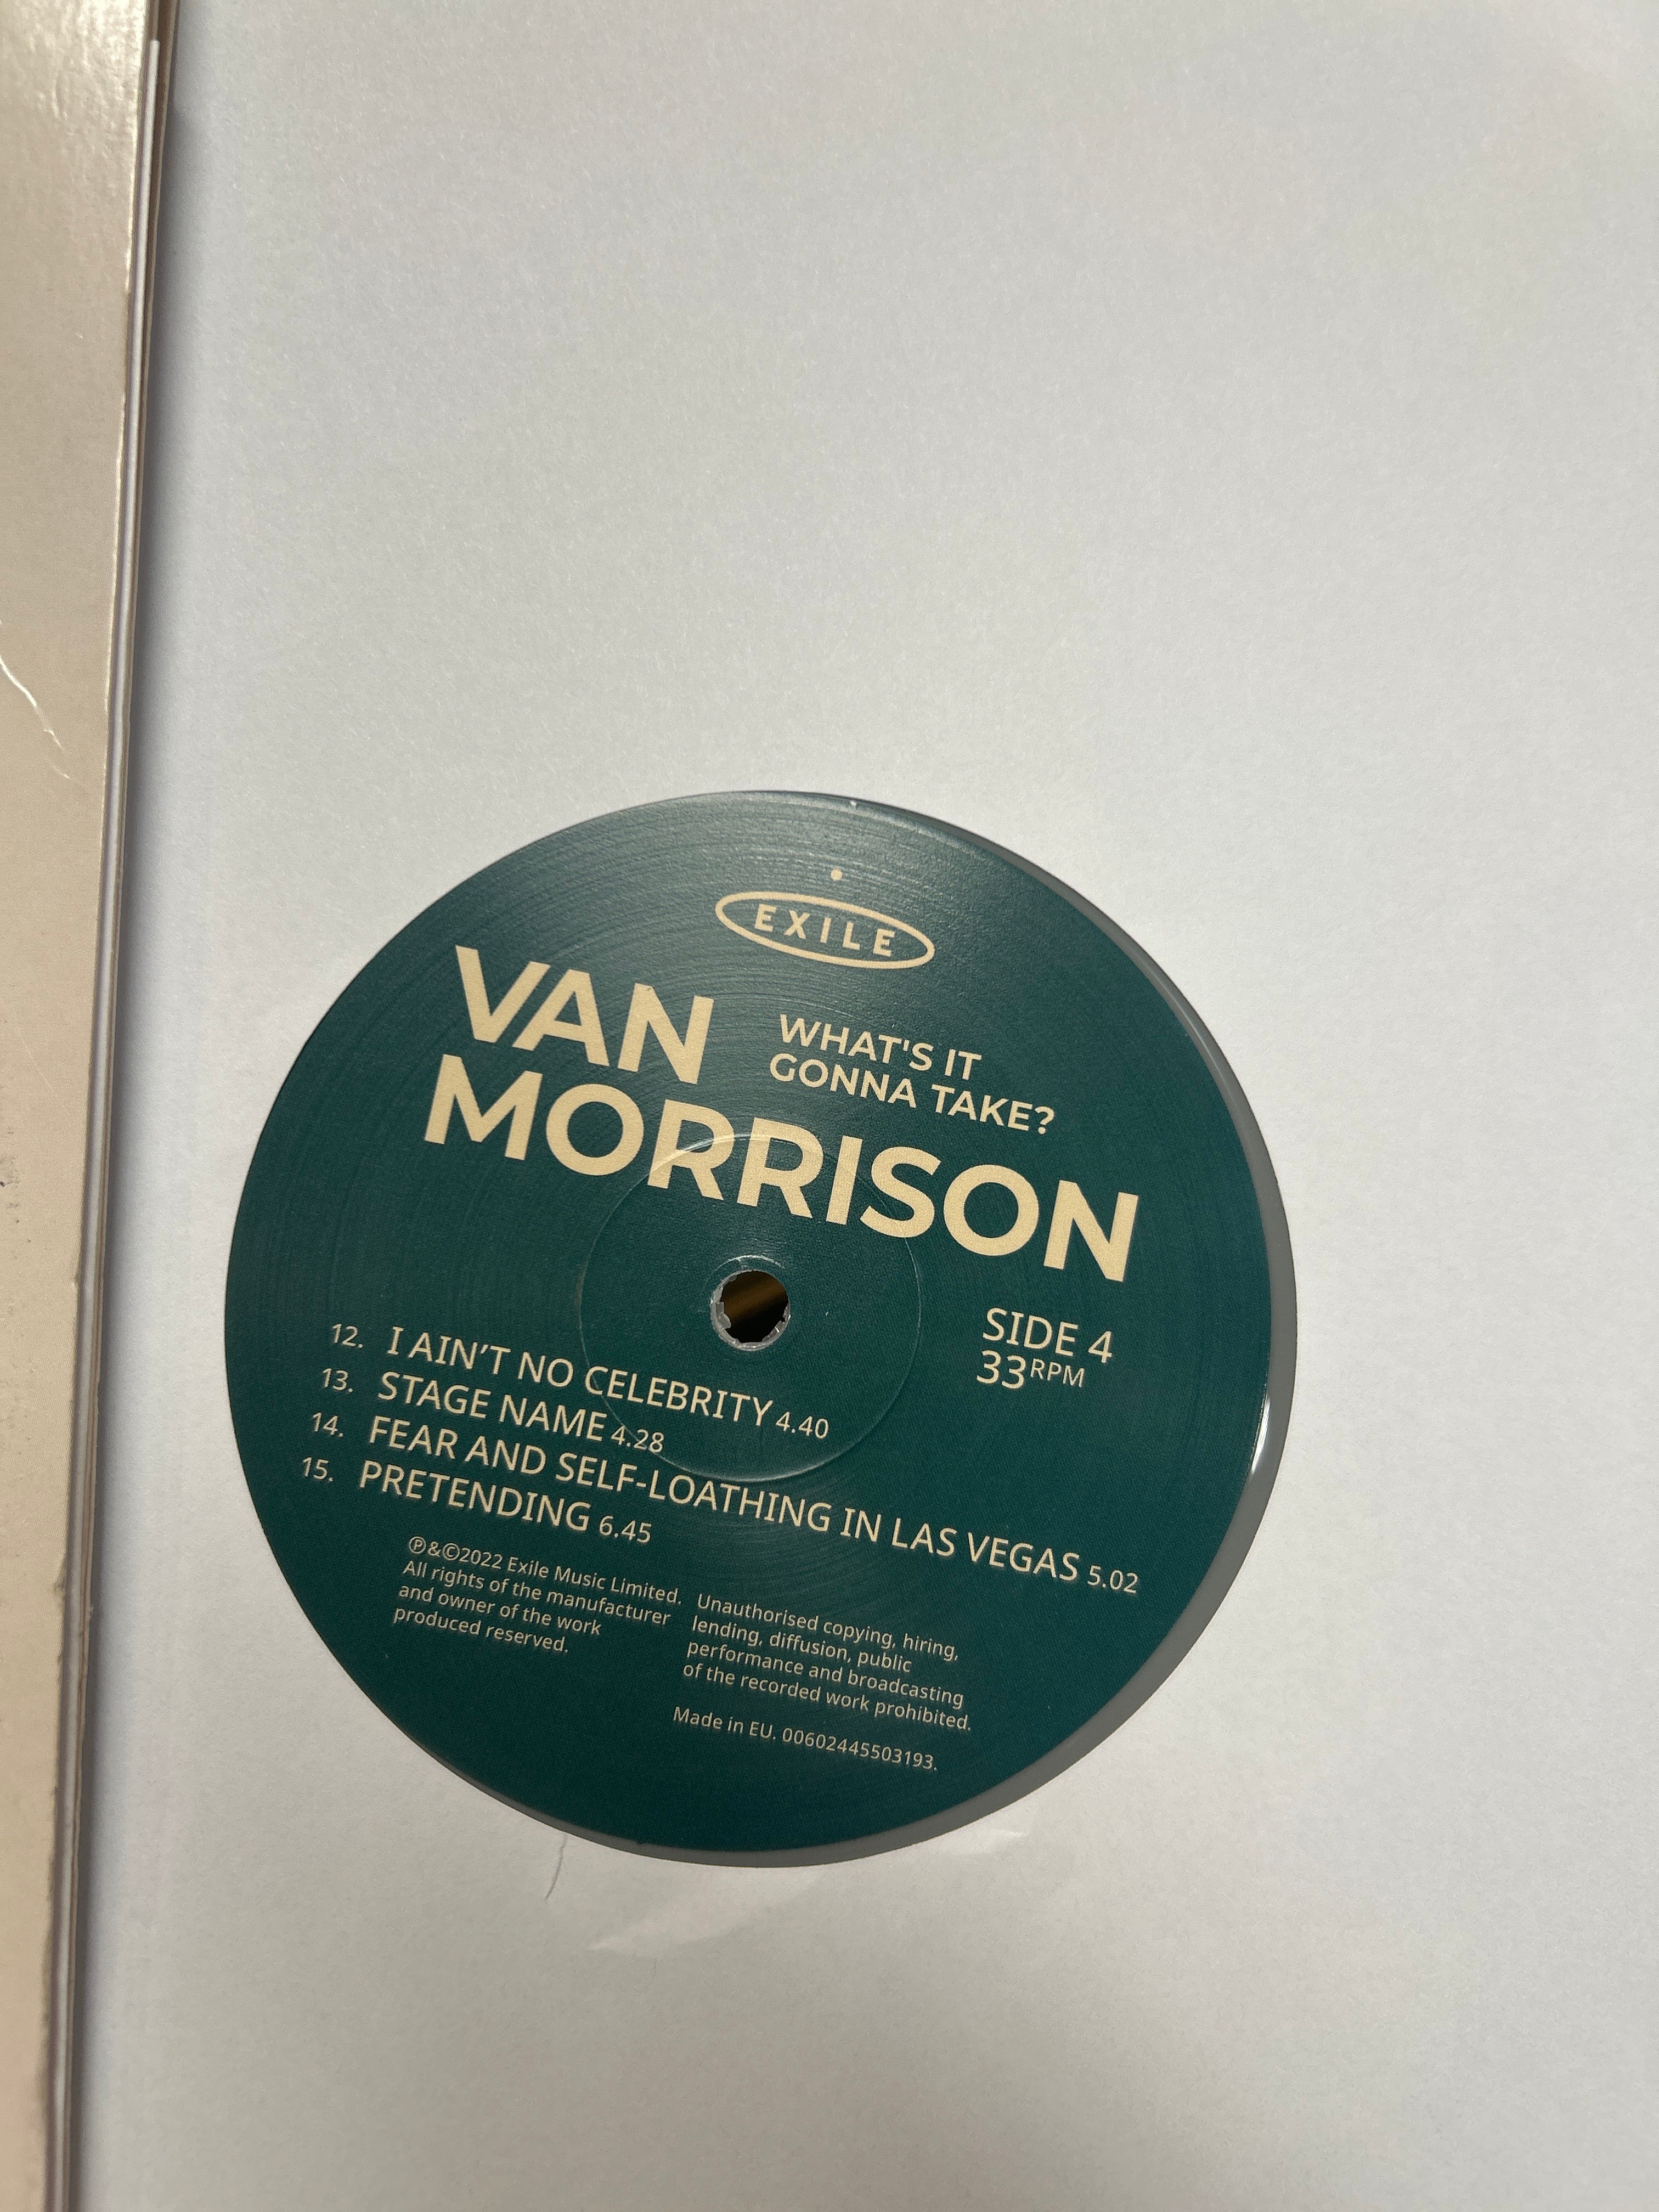 EXILE
VAN
MORRISON
WHAT'S IT
GONNA TAKE?
SIDE 4
33 RPM
12. I AIN'T NO CELEBRITY 4.40
13. STAGE NAME 4.28
14. FEAR AND SELF-LOATHING IN LAS VEGAS 5.02
15. PRETENDING 6.45
℗&©2022 Exile Music Limited.
All rights of the manufacturer
and owner of the work
produced reserved.
Unauthorised copying, hiring,
lending, diffusion, public
performance and broadcasting
of the recorded work prohibited.
Made in EU. 00602445503193.